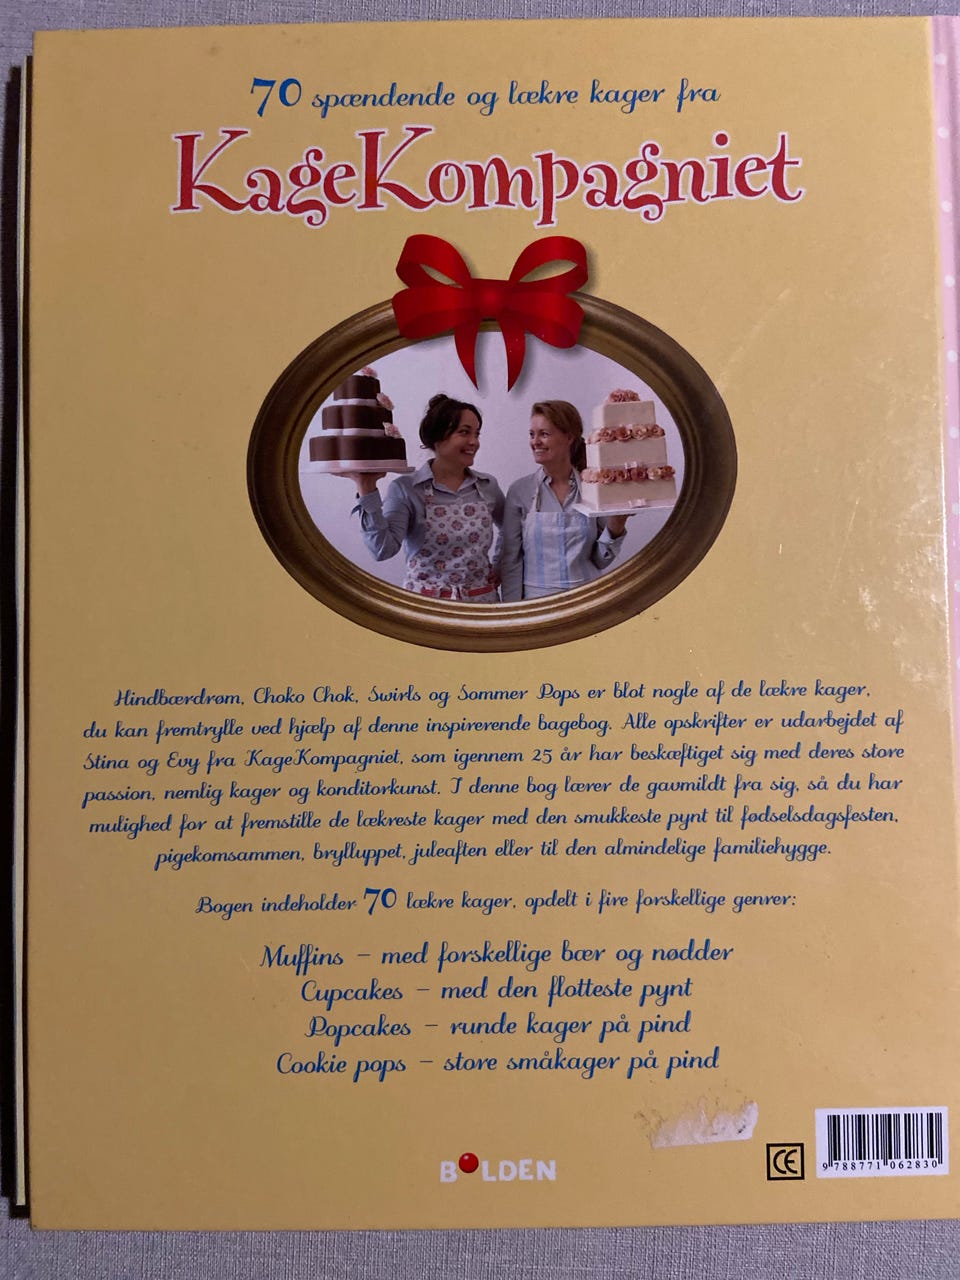 70 spændende og lækre kager fra
KageKompagniet
Hindbærdrøm, Choko Chok, Swirls og Sommer Pops er blot nogle af de lækre kager,
du kan fremtrylle ved hjælp af denne inspirerende bagebog. Alle opskrifter er udarbejdet af
Stina og Evy fra KageKompagniet, som igennem 25 år har beskæftiget sig med deres store
passion, nemlig kager og konditorkunst. I denne bog lærer de gavmildt fra sig, så du har
mulighed for at fremstille de lækreste kager med den smukkeste pynt til fødselsdagsfesten,
pigekomsammen, brylluppet, juleaften eller til den almindelige familiehygge.
Bogen indeholder 70 lækre kager, opdelt i fire forskellige genrer:
Muffins – med forskellige bær og nødder
Cupcakes – med den flotteste pynt
Popcakes – runde kager på pind
Cookie pops – store småkager på pind
BOLDEN
CE
9 788771 062830